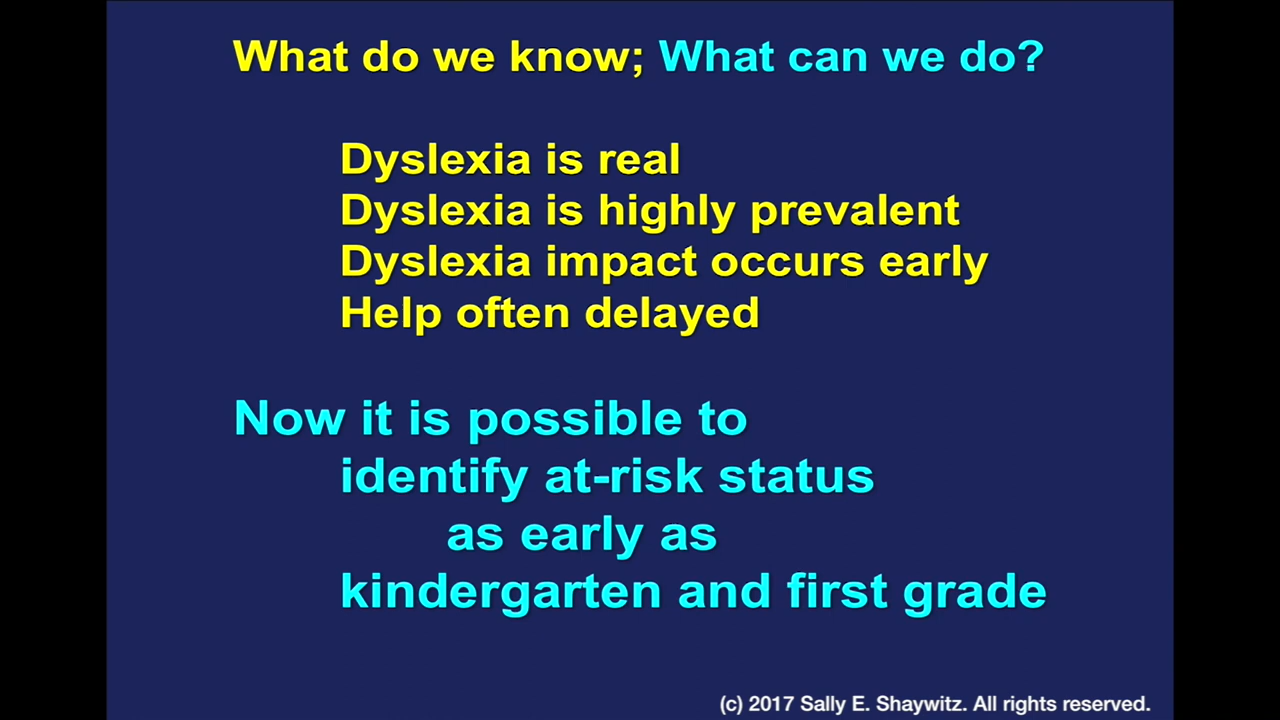 What do we know; What can we do?
Dyslexia is real
Dyslexia is highly prevalent
Dyslexia impact occurs early
Help often delayed
Now it is possible to
identify at-risk status
as early as
kindergarten and first grade
(c) 2017 Sally E. Shaywitz. All rights reserved.